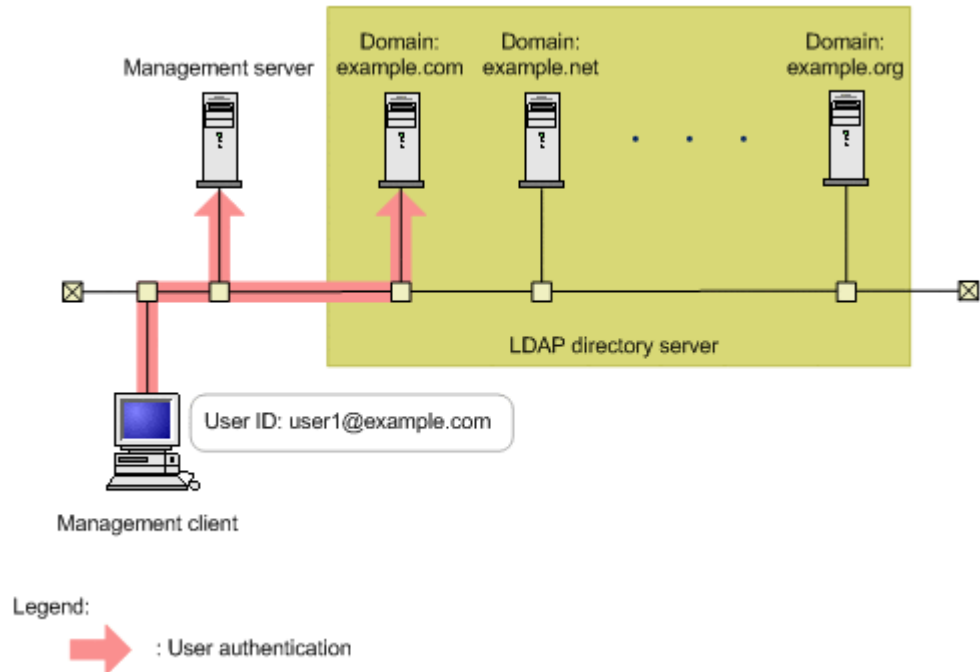 Management server
Domain:
example.com
Domain:
example.net
Domain:
example.org
LDAP directory server
User ID: user1@example.com
Management client
Legend:
: User authentication